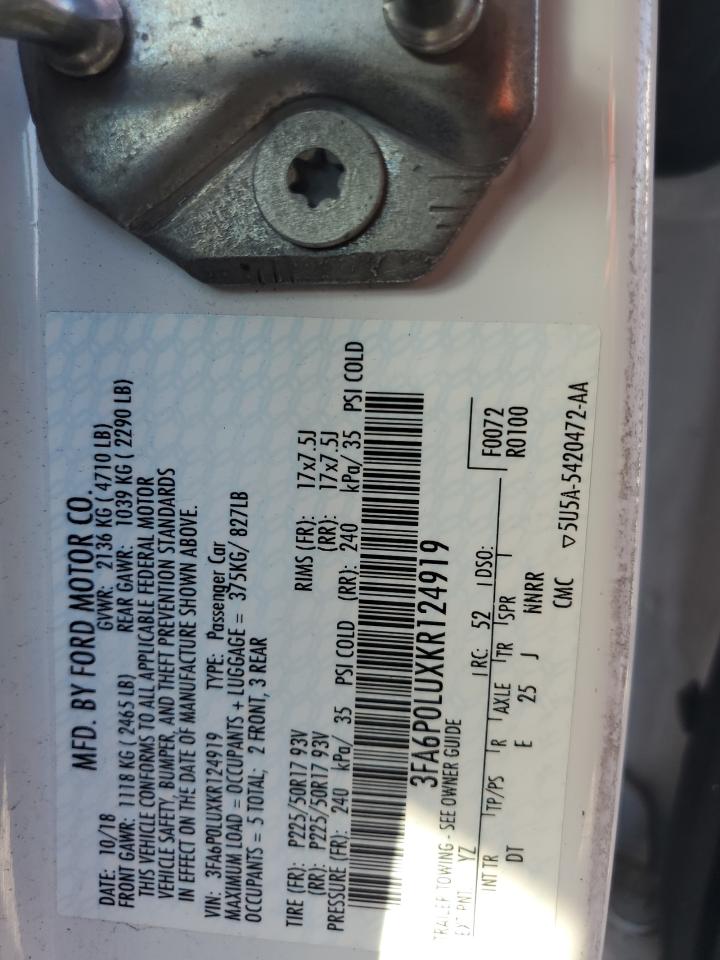 MFD. BY FORD MOTOR CO.
DATE: 10/18 GVWR: 2136 KG ( 4710 LB)
FRONT GAWR: 1118 KG ( 2465 LB) REAR GAWR: 1039 KG ( 2290 LB)
THIS VEHICLE CONFORMS TO ALL APPLICABLE FEDERAL MOTOR
VEHICLE SAFETY, BUMPER, AND THEFT PREVENTION STANDARDS
IN EFFECT ON THE DATE OF MANUFACTURE SHOWN ABOVE.
VIN: 3FA6P0LUXKR124919 TYPE: Passenger Car
MAXIMUM LOAD = OCCUPANTS + LUGGAGE = 375KG/ 827LB
OCCUPANTS = 5 TOTAL; 2 FRONT, 3 REAR
TIRE (FR): P225/50R17 93V RIMS (FR): 17x7.5J
(RR): P225/50R17 93V (RR): 17x7.5J
PRESSURE (FR): 240 kPa/ 35 PSI COLD (RR): 240 kPa/ 35 PSI COLD
3FA6P0LUXKR124919
TRAILER TOWING - SEE OWNER GUIDE
EXT PNT YZ RC: 52 DSO: F0072
R0100
INT TR TP/PS R AXLE TR SPR
DT E 25 J NNRR
CMC ▽5U5A-5420472-AA